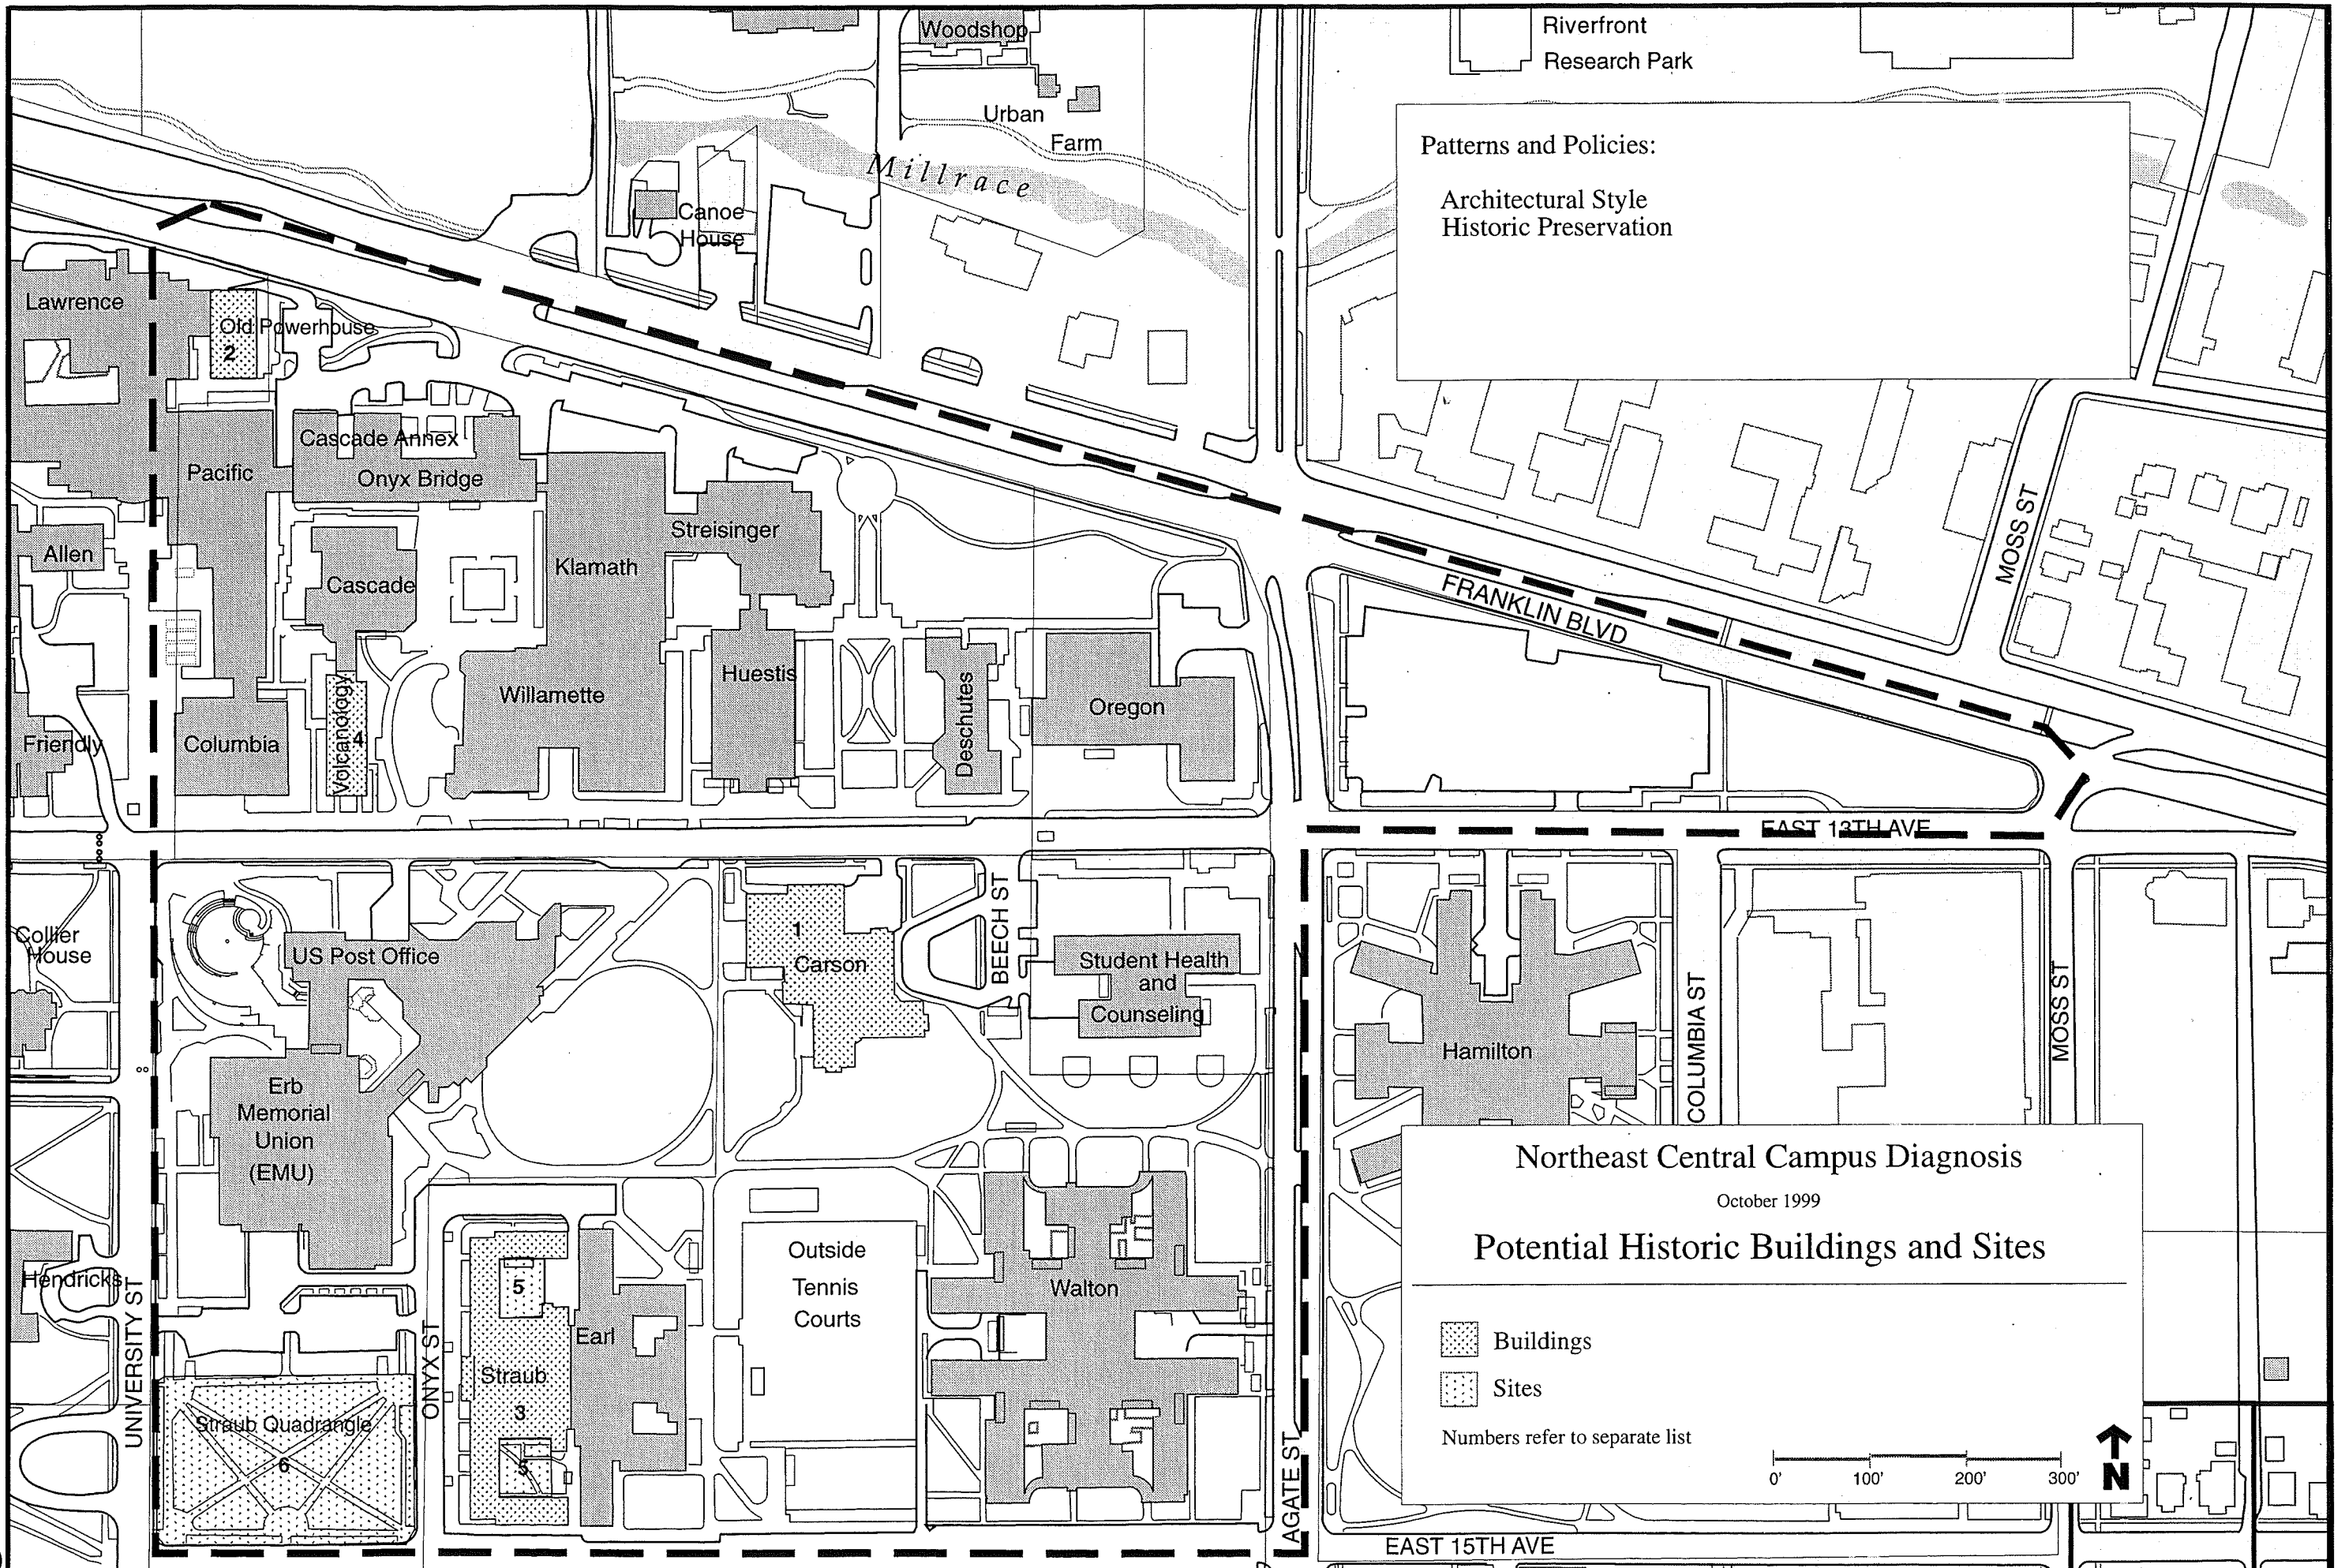 Woodshop
Riverfront
Research Park
Urban
Farm
Millrace
Canoe
House
Patterns and Policies:
Architectural Style
Historic Preservation
Lawrence
Old Powerhouse
2
Cascade Annex
Onyx Bridge
Pacific
Allen
Cascade
Klamath
Streisinger
FRANKLIN BLVD
MOSS ST
Friendly
Columbia
Volcanology
4
Willamette
Huestis
Deschutes
Oregon
EAST 13TH AVE
Collier
House
US Post Office
1
Carson
BEECH ST
Student Health
and
Counseling
Hamilton
COLUMBIA ST
MOSS ST
Erb
Memorial
Union
(EMU)
Hendricks
UNIVERSITY ST
ONYX ST
5
Earl
Straub
3
5
Straub Quadrangle
6
Outside
Tennis
Courts
Walton
AGATE ST
Northeast Central Campus Diagnosis
October 1999
Potential Historic Buildings and Sites
Buildings
Sites
Numbers refer to separate list
0' 100' 200' 300'
N
EAST 15TH AVE